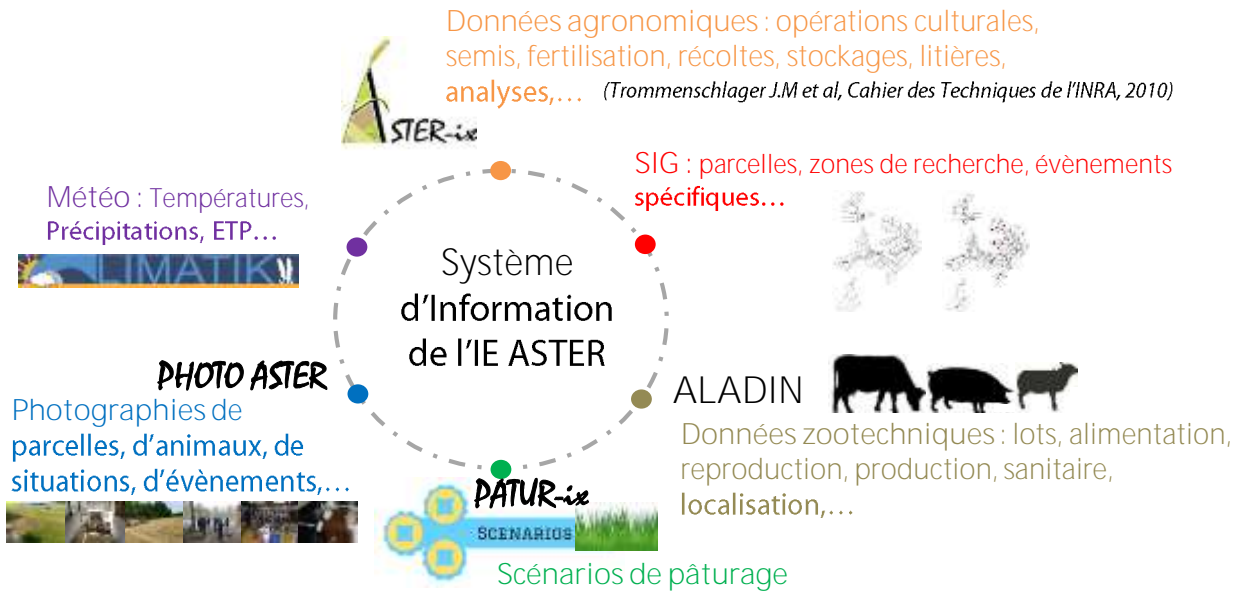 Données agronomiques : opérations culturales,
semis, fertilisation, récoltes, stockages, litières,
analyses,… (Trommenschlager J.M et al, Cahier des Techniques de l'INRA, 2010)
ASTER-ix
SIG : parcelles, zones de recherche, évènements
spécifiques…
Météo : Températures,
Précipitations, ETP…
LIMATIK
Système
d'Information
de l'IE ASTER
PHOTO ASTER
Photographies de
parcelles, d'animaux, de
situations, d'évènements,…
ALADIN
Données zootechniques : lots, alimentation,
reproduction, production, sanitaire,
localisation,…
PATUR-ix
SCENARIOS
Scénarios de pâturage